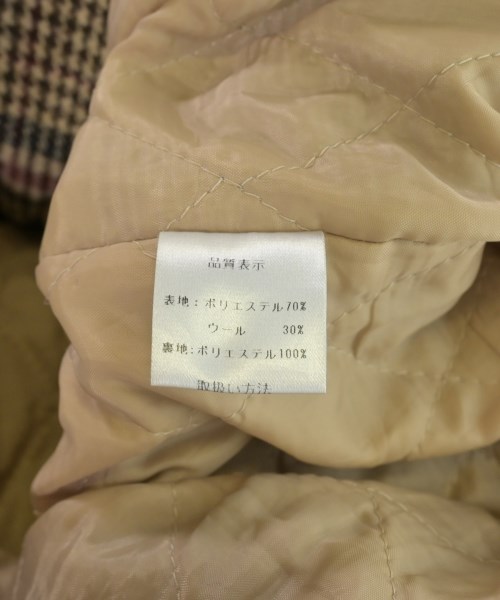 品質表示
表地:ポリエステル70%
ウール 30%
裏地:ポリエステル100%
取扱い方法